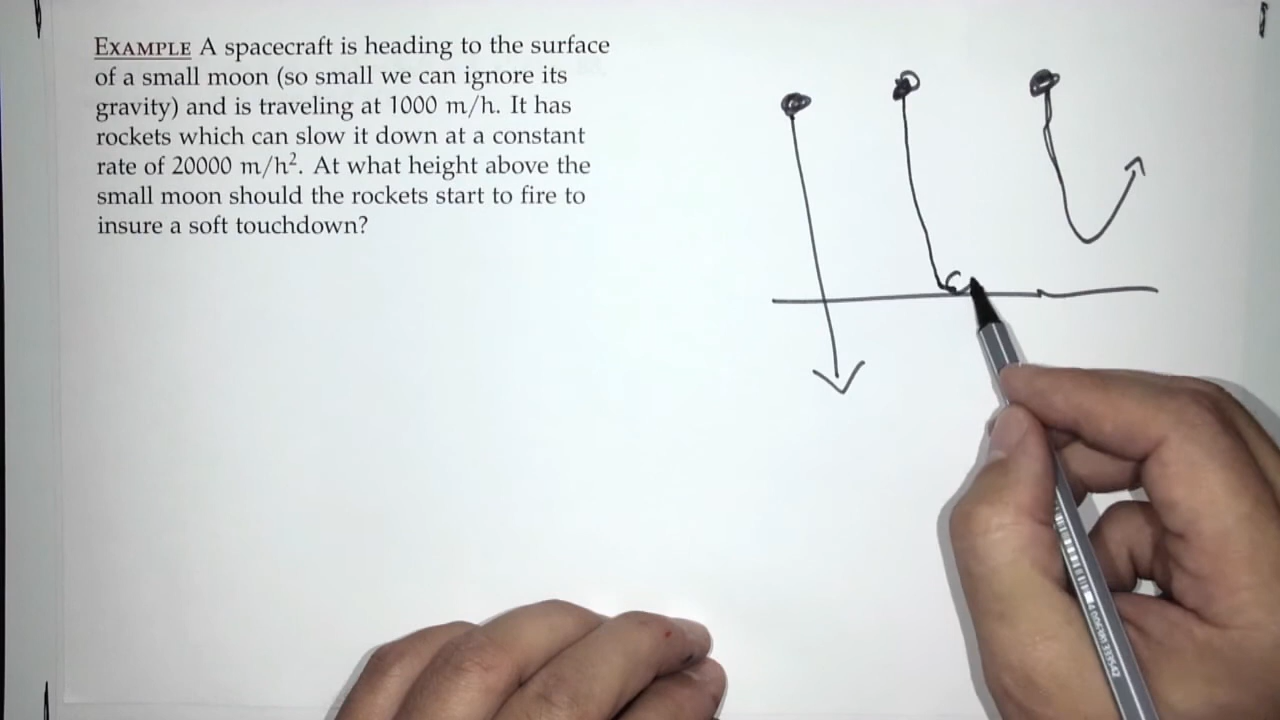 EXAMPLE A spacecraft is heading to the surface
of a small moon (so small we can ignore its
gravity) and is traveling at 1000 m/h. It has
rockets which can slow it down at a constant
rate of 20000 m/h². At what height above the
small moon should the rockets start to fire to
insure a soft touchdown?